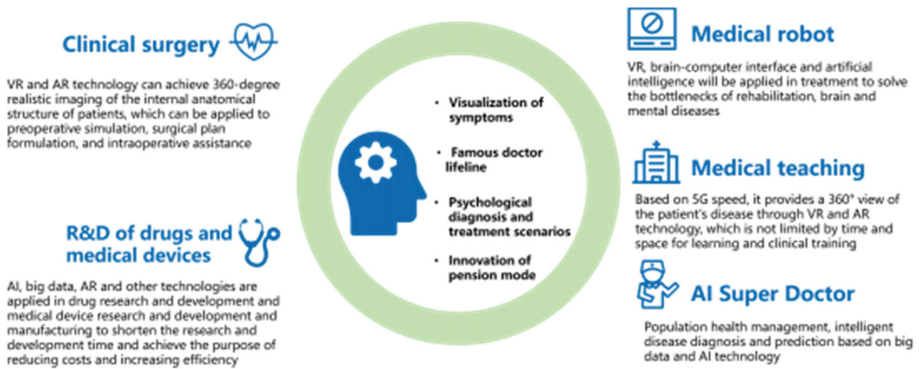 Clinical surgery
VR and AR technology can achieve 360-degree
realistic imaging of the internal anatomical
structure of patients, which can be applied to
preoperative simulation, surgical plan
formulation, and intraoperative assistance
R&D of drugs and
medical devices
AI, big data, AR and other technologies are
applied in drug research and development and
medical device research and development and
manufacturing to shorten the research and
development time and achieve the purpose of
reducing costs and increasing efficiency
• Visualization of
symptoms
• Famous doctor
lifeline
• Psychological
diagnosis and
treatment scenarios
• Innovation of
pension mode
Medical robot
VR, brain-computer interface and artificial
intelligence will be applied in treatment to solve
the bottlenecks of rehabilitation, brain and
mental diseases
Medical teaching
Based on 5G speed, it provides a 360° view of
the patient's disease through VR and AR
technology, which is not limited by time and
space for learning and clinical training
AI Super Doctor
Population health management, intelligent
disease diagnosis and prediction based on big
data and AI technology